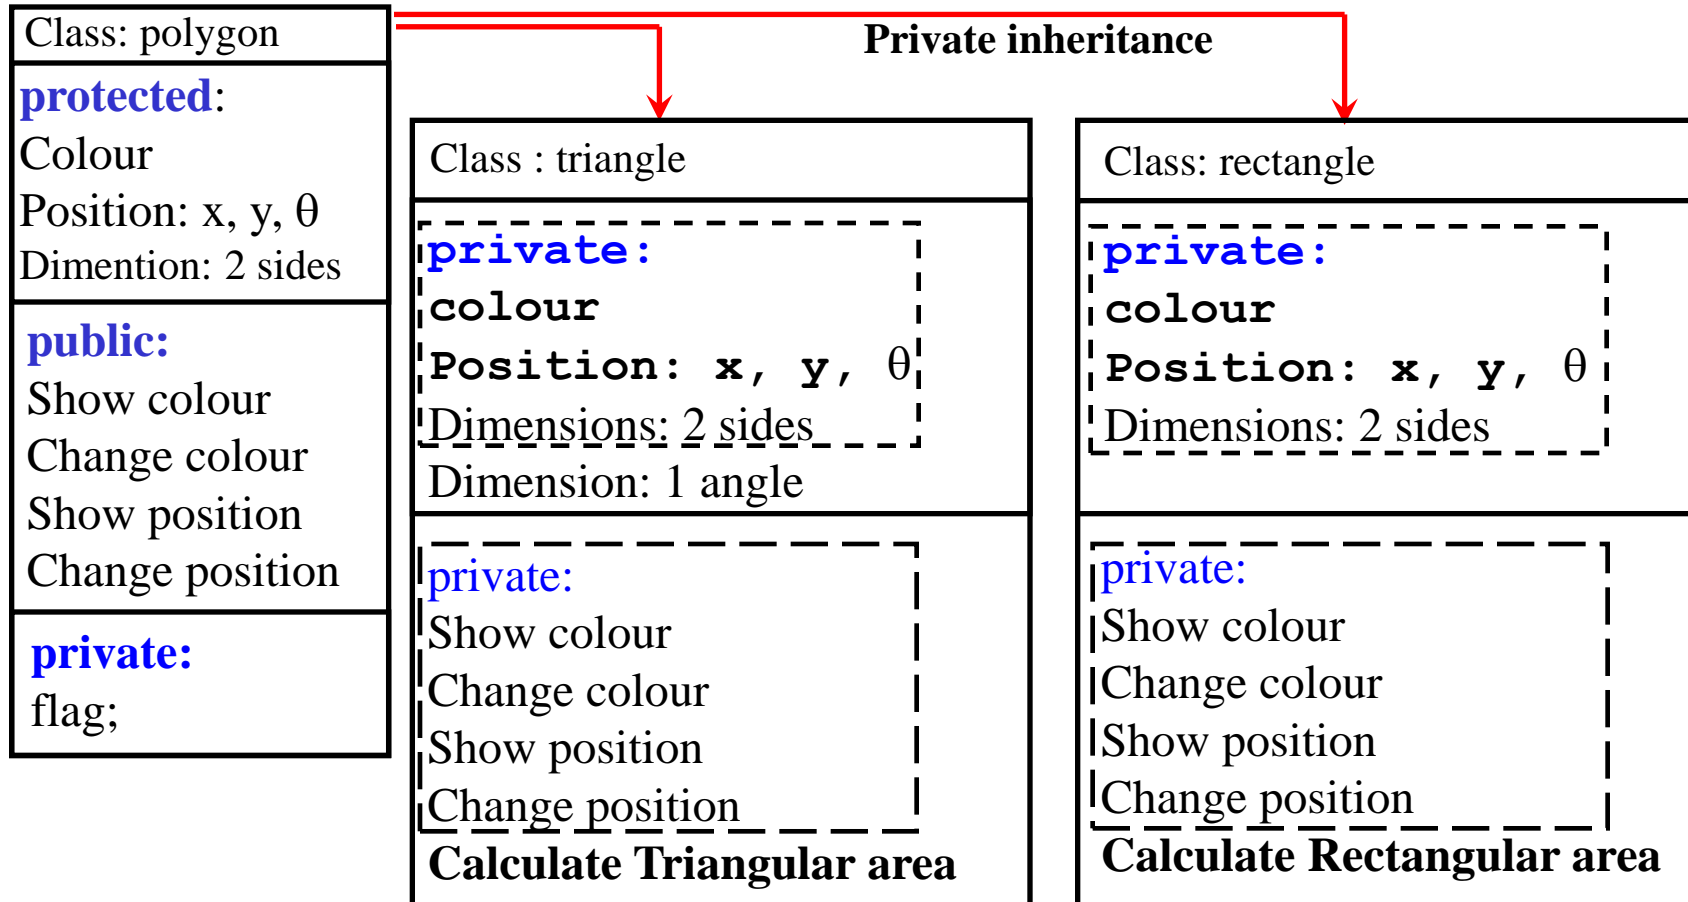 Class: polygon
protected:
Colour
Position: x, y, θ
Dimention: 2 sides
public:
Show colour
Change colour
Show position
Change position
private:
flag;
Private inheritance
Class : triangle
private:
colour
Position: x, y, θ
Dimensions: 2 sides
Dimension: 1 angle
private:
Show colour
Change colour
Show position
Change position
Calculate Triangular area
Class: rectangle
private:
colour
Position: x, y, θ
Dimensions: 2 sides
private:
Show colour
Change colour
Show position
Change position
Calculate Rectangular area